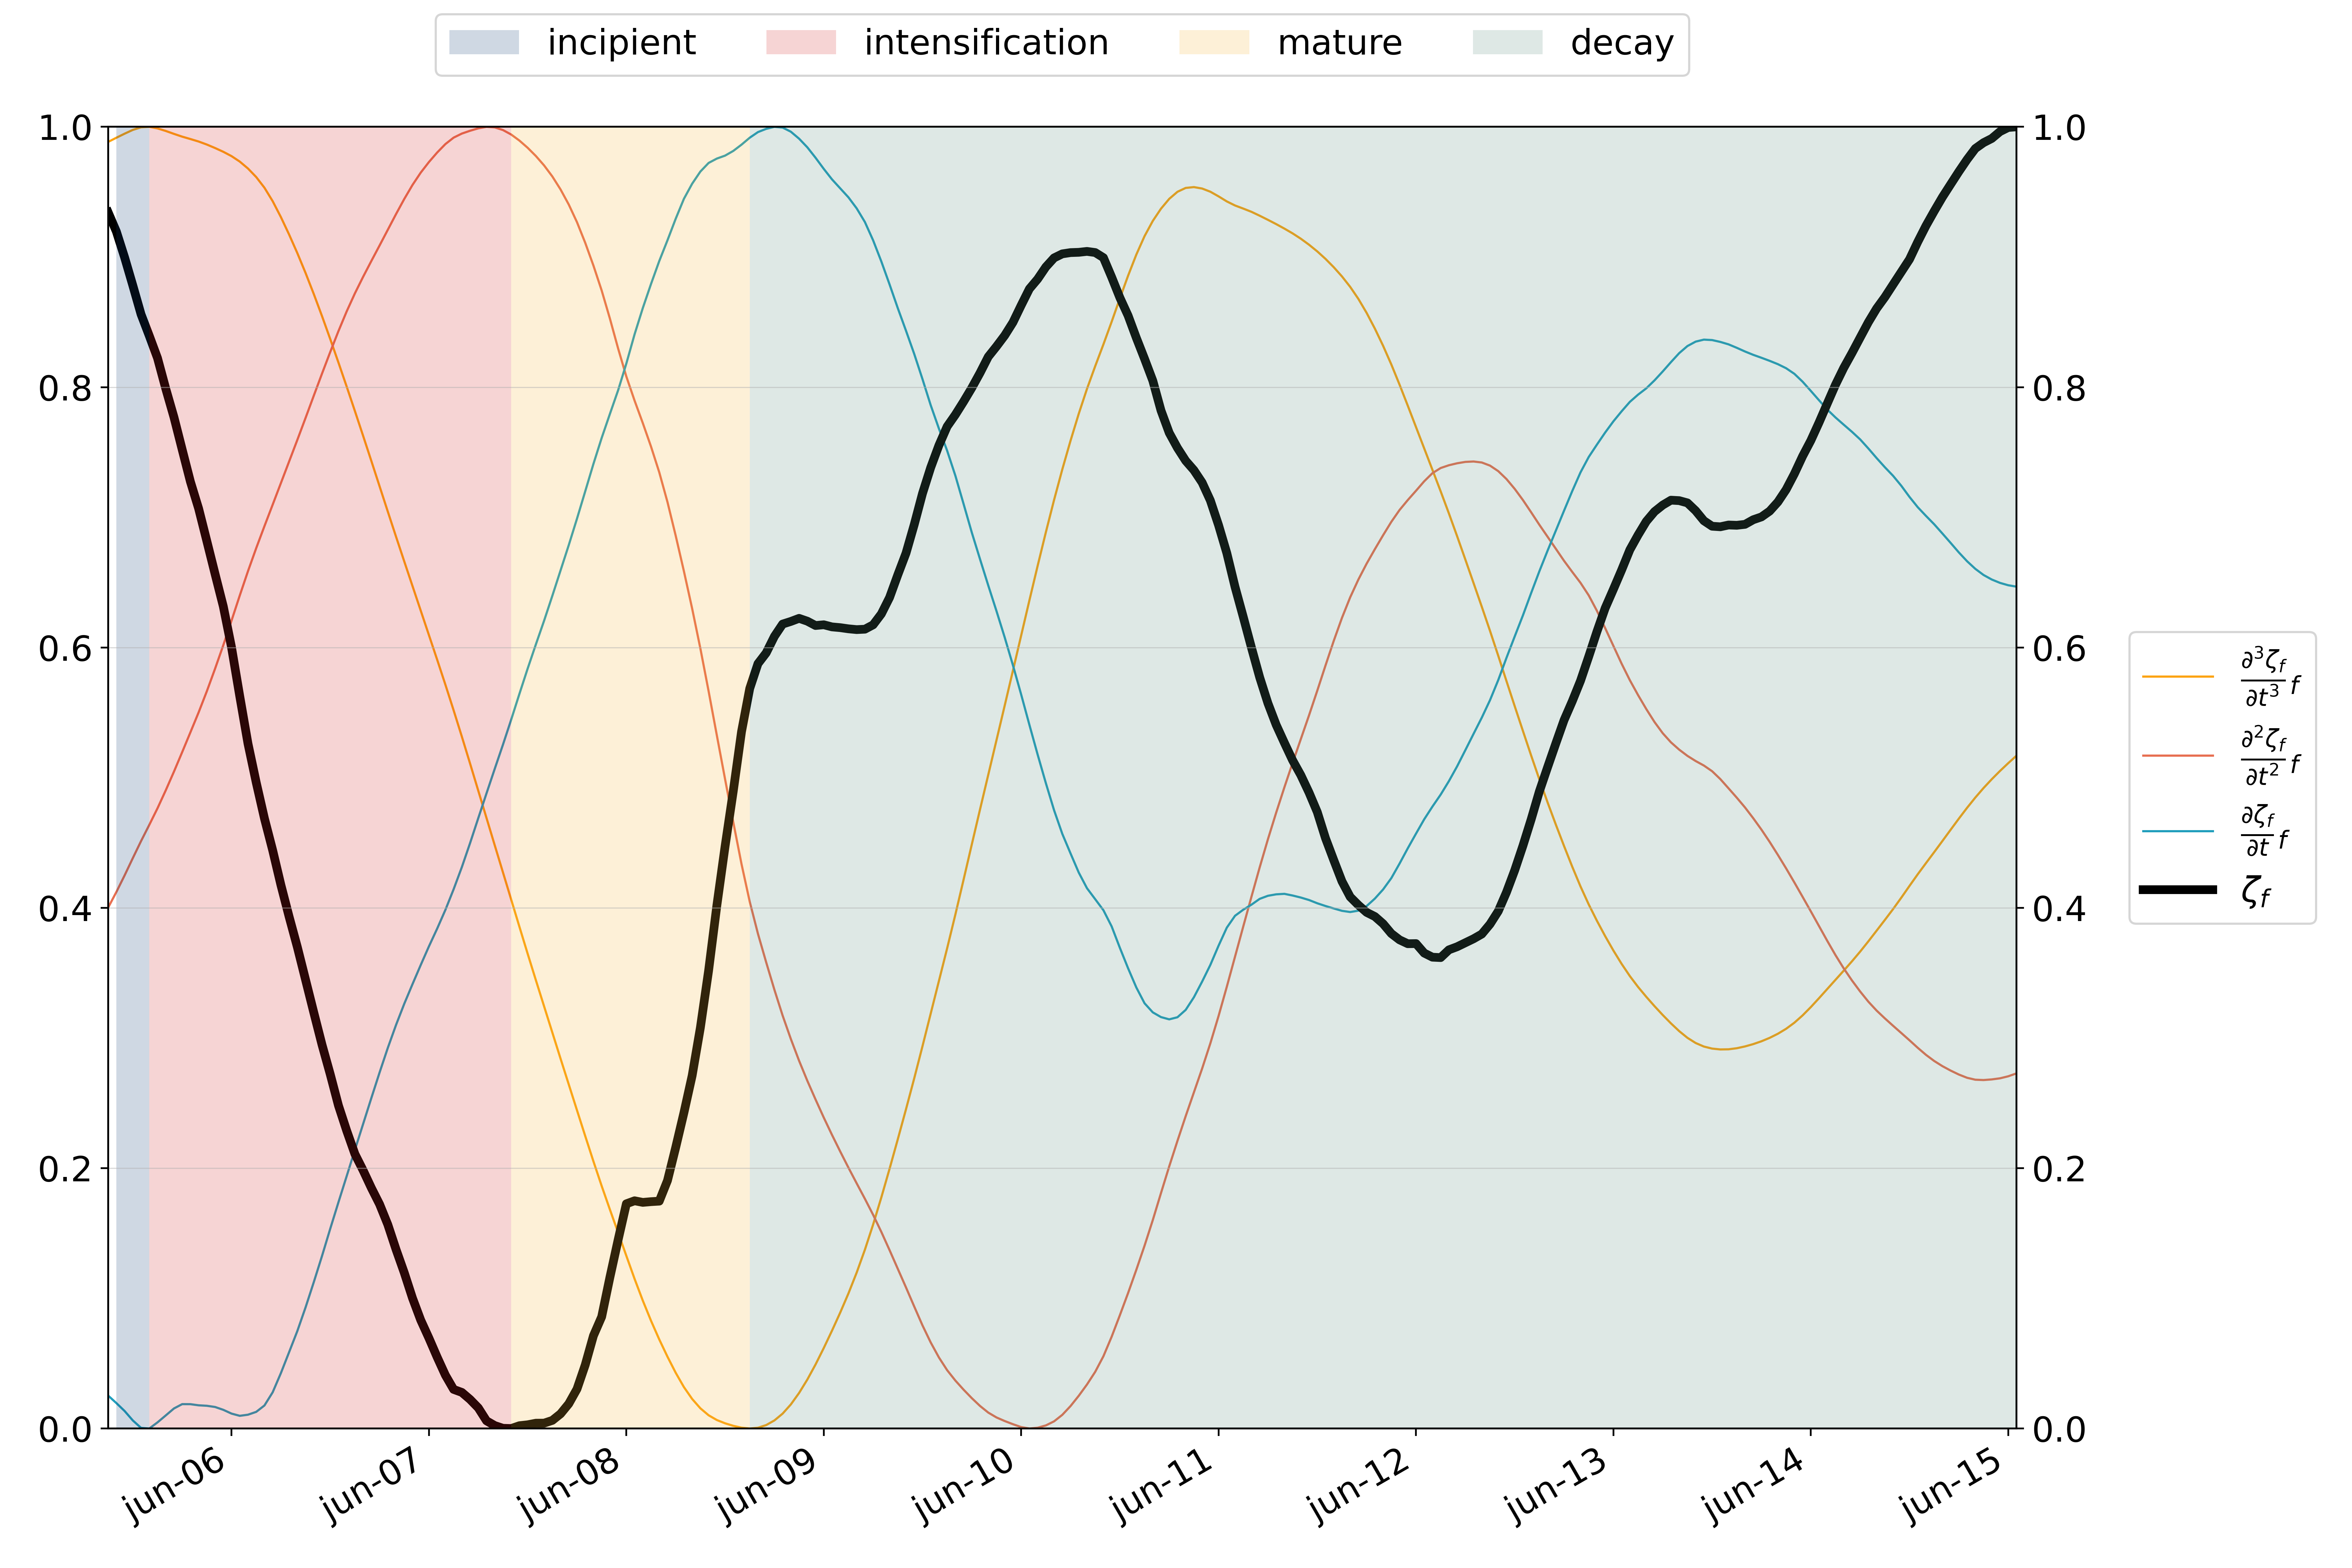 incipient intensification mature decay
1.0 1.0
0.8 0.8
0.6 0.6
0.4 0.4
0.2 0.2
0.0 0.0
jun-06 jun-07 jun-08 jun-09 jun-10 jun-11 jun-12 jun-13 jun-14 jun-15
∂³ζf/∂t³ f
∂²ζf/∂t² f
∂ζf/∂t f
ζf